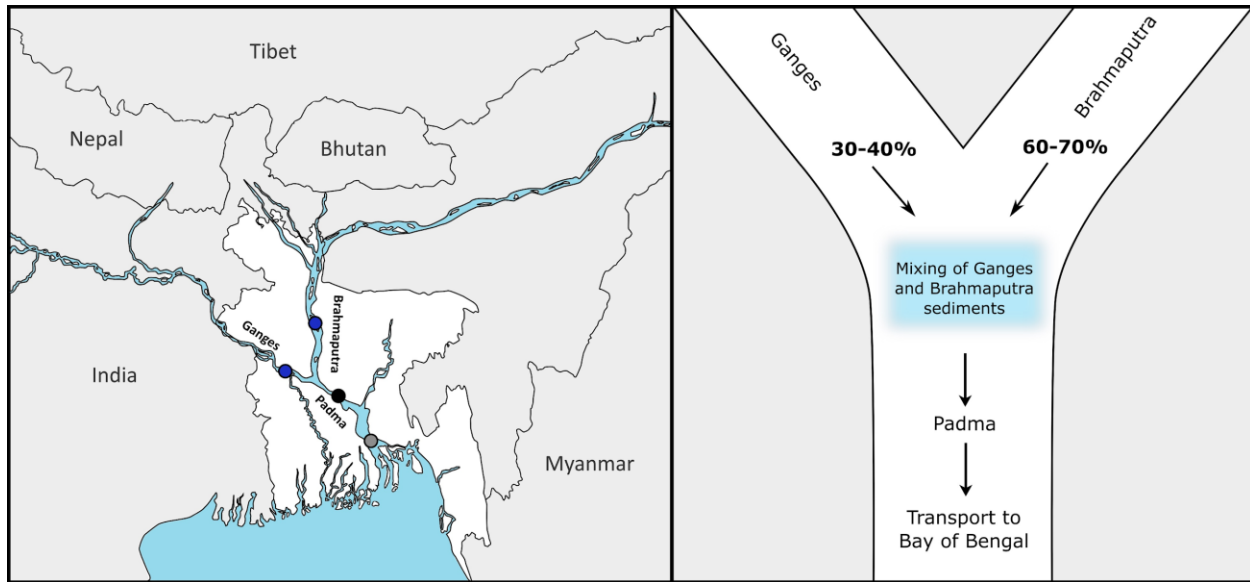 Tibet
Nepal
Bhutan
India
Ganges
Brahmaputra
Padma
Myanmar
Ganges
Brahmaputra
30-40%
60-70%
Mixing of Ganges
and Brahmaputra
sediments
Padma
Transport to
Bay of Bengal